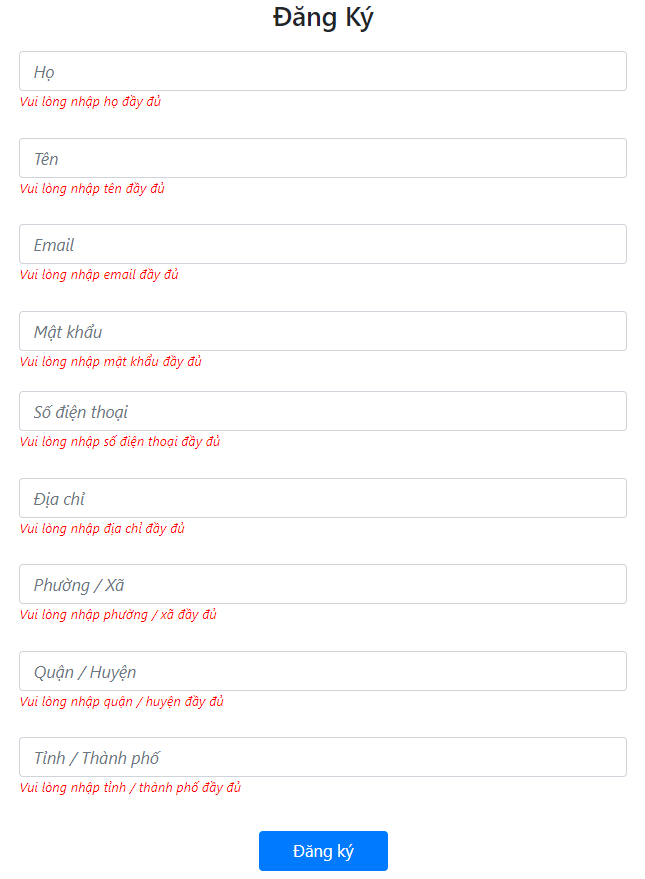 Đăng Ký
Họ
Vui lòng nhập họ đầy đủ
Tên
Vui lòng nhập tên đầy đủ
Email
Vui lòng nhập email đầy đủ
Mật khẩu
Vui lòng nhập mật khẩu đầy đủ
Số điện thoại
Vui lòng nhập số điện thoại đầy đủ
Địa chỉ
Vui lòng nhập địa chỉ đầy đủ
Phường / Xã
Vui lòng nhập phường / xã đầy đủ
Quận / Huyện
Vui lòng nhập quận / huyện đầy đủ
Tỉnh / Thành phố
Vui lòng nhập tỉnh / thành phố đầy đủ
Đăng ký